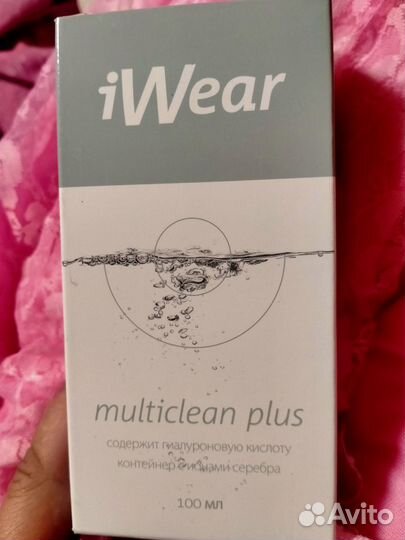 iWear
multiclean plus
содержит гиалуроновую кислоту
контейнер с ионами серебра
100 мл
Avito